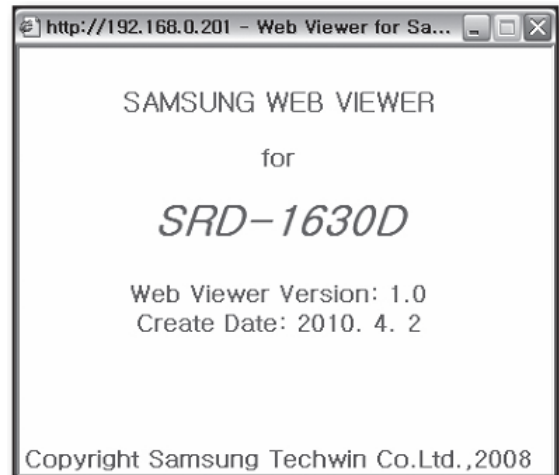 http://192.168.0.201 - Web Viewer for Sa...
SAMSUNG WEB VIEWER
for
SRD-1630D
Web Viewer Version: 1.0
Create Date: 2010. 4. 2
Copyright Samsung Techwin Co.Ltd.,2008